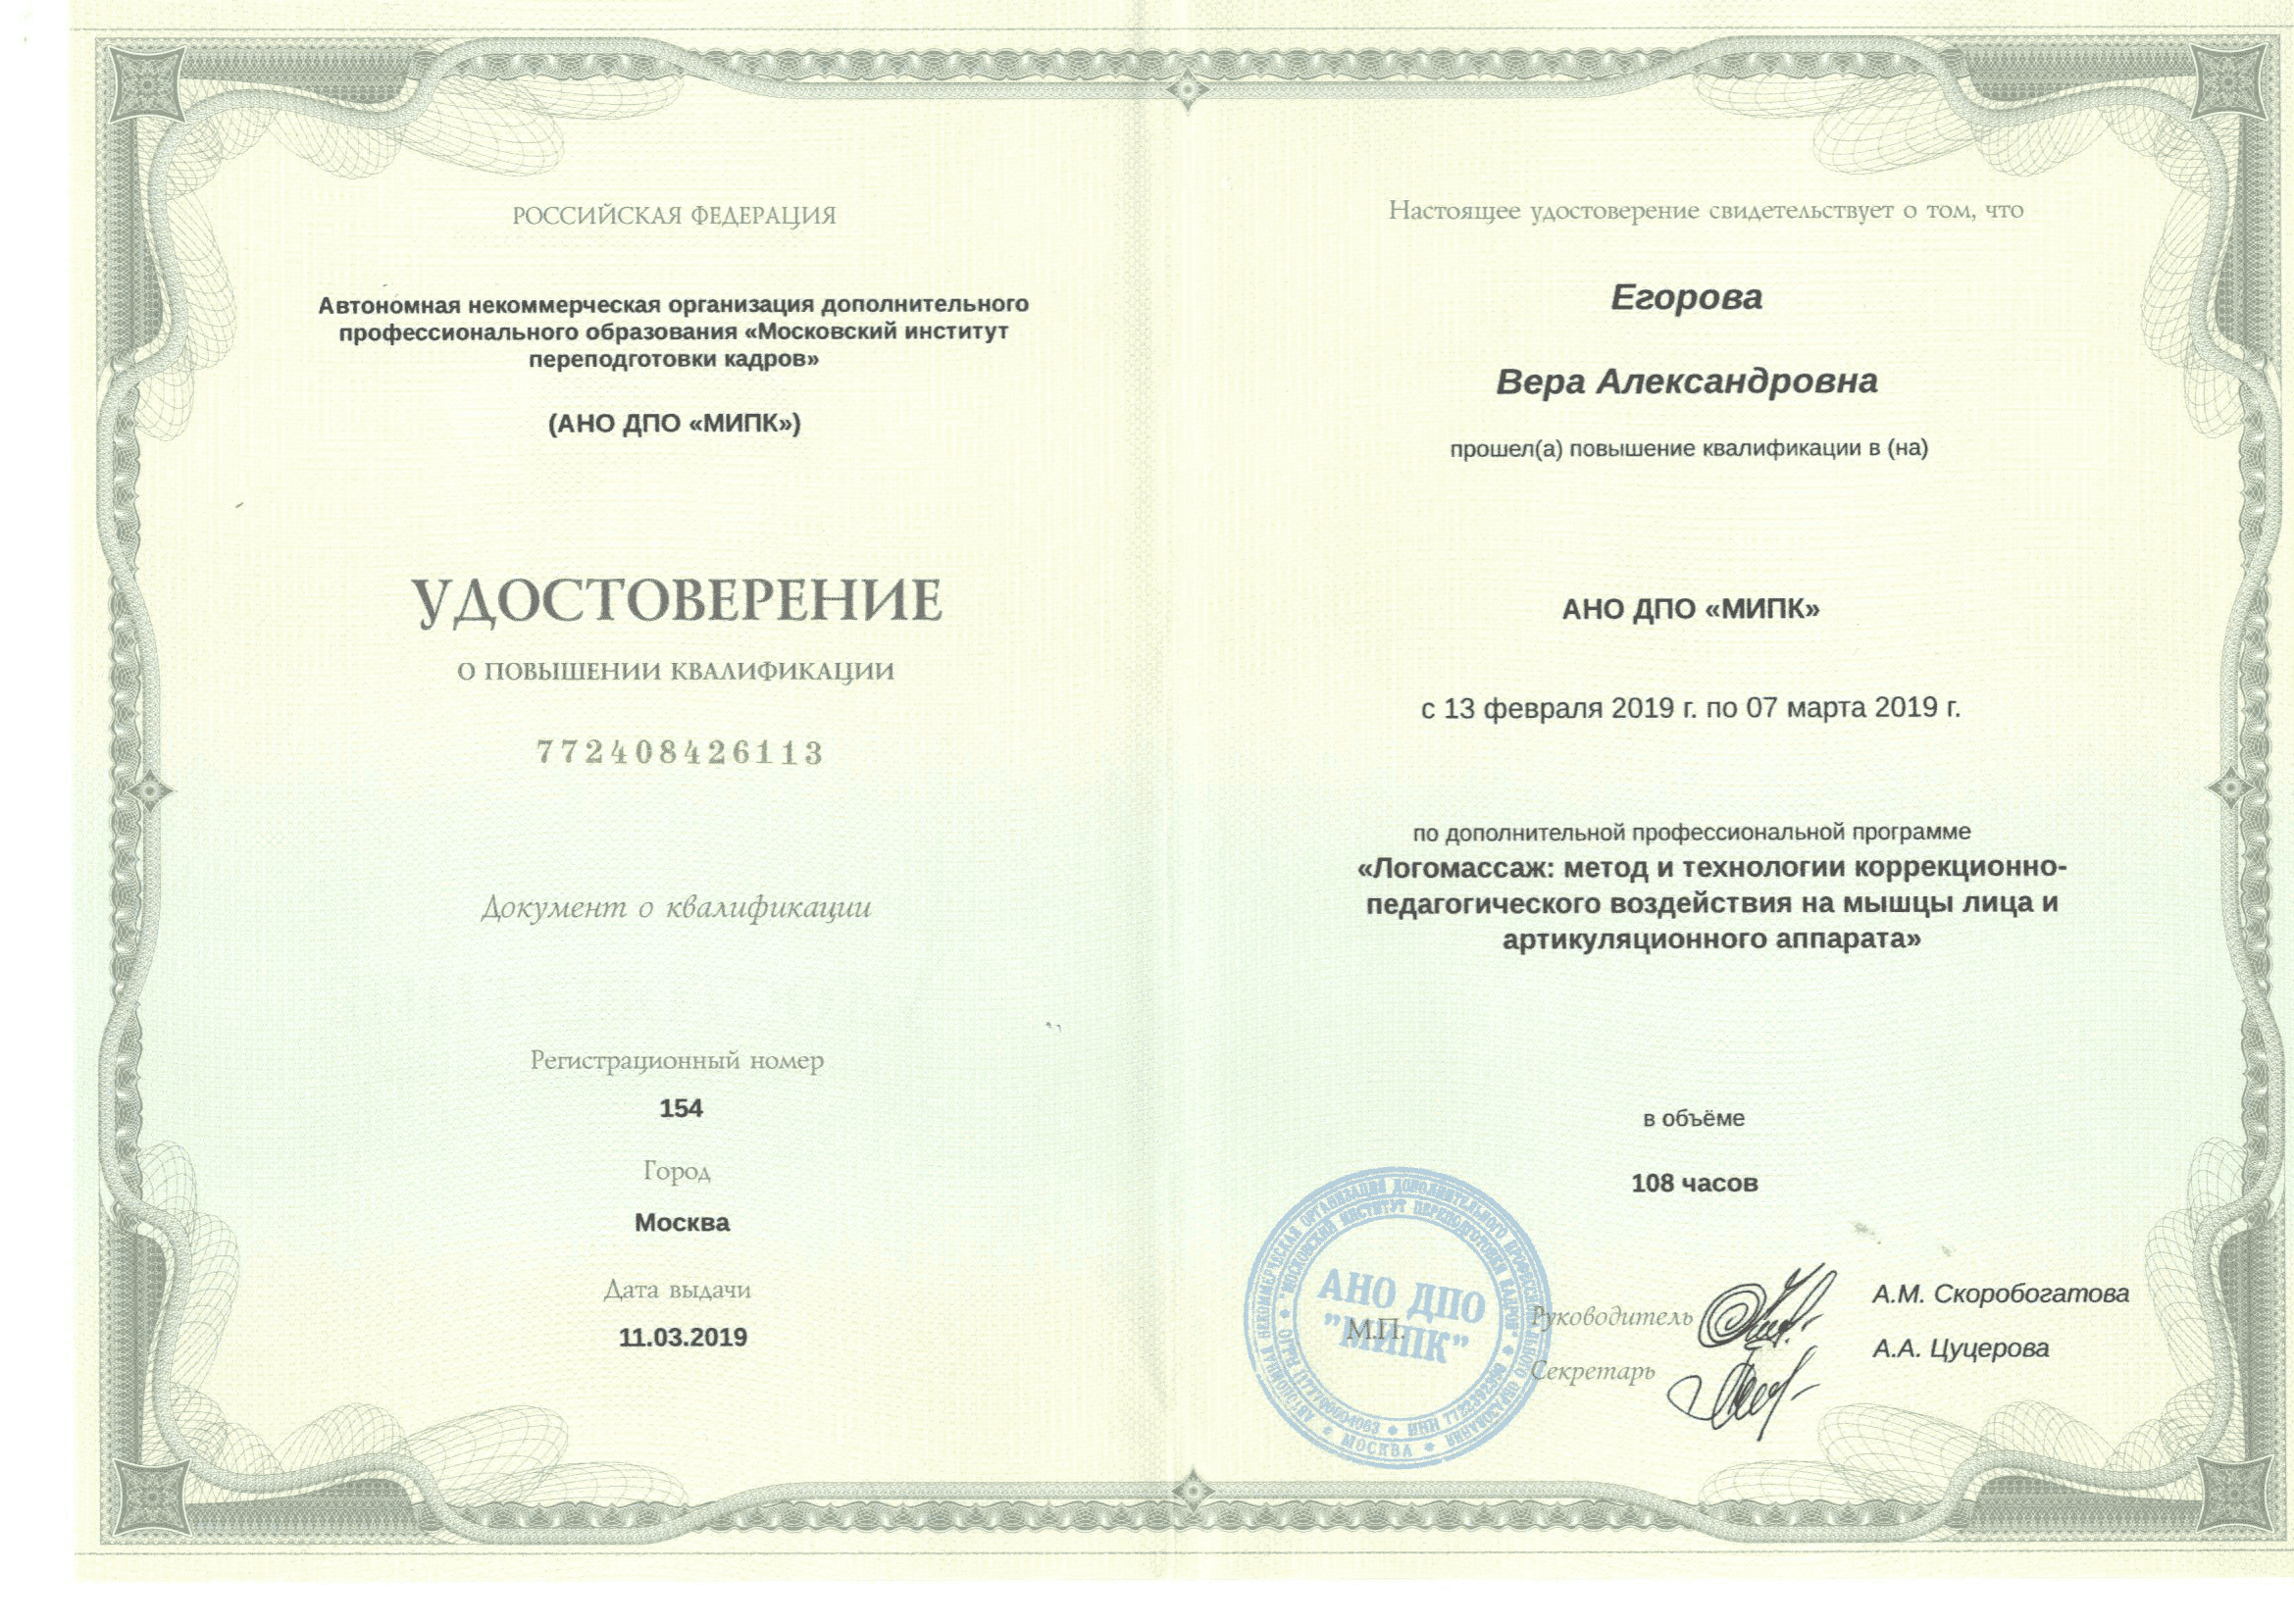 РОССИЙСКАЯ ФЕДЕРАЦИЯ
Автономная некоммерческая организация дополнительного
профессионального образования «Московский институт
переподготовки кадров»
(АНО ДПО «МИПК»)
УДОСТОВЕРЕНИЕ
О ПОВЫШЕНИИ КВАЛИФИКАЦИИ
772408426113
Документ о квалификации
Регистрационный номер
154
Город
Москва
Дата выдачи
11.03.2019
Настоящее удостоверение свидетельствует о том, что
Егорова
Вера Александровна
прошел(а) повышение квалификации в (на)
АНО ДПО «МИПК»
с 13 февраля 2019 г. по 07 марта 2019 г.
по дополнительной профессиональной программе
«Логомассаж: метод и технологии коррекционно-
педагогического воздействия на мышцы лица и
артикуляционного аппарата»
в объёме
108 часов
АВТОНОМНАЯ НЕКОММЕРЧЕСКАЯ ОРГАНИЗАЦИЯ ДОПОЛНИТЕЛЬНОГО ПРОФЕССИОНАЛЬНОГО ОБРАЗОВАНИЯ
"МОСКОВСКИЙ ИНСТИТУТ ПЕРЕПОДГОТОВКИ КАДРОВ"
АНО ДПО
"МИПК"
М.П.
МОСКВА
Руководитель
А.М. Скоробогатова
Секретарь
А.А. Цуцерова